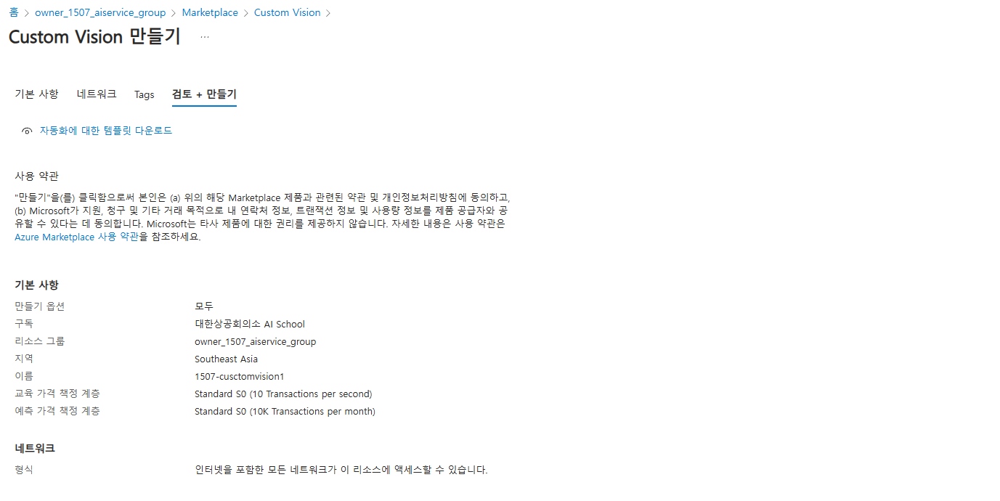 홈 > owner_1507_aiservice_group > Marketplace > Custom Vision >
Custom Vision 만들기 ...
기본 사항 네트워크 Tags 검토 + 만들기
자동화에 대한 템플릿 다운로드
사용 약관
"만들기"을(를) 클릭함으로써 본인은 (a) 위의 해당 Marketplace 제품과 관련된 약관 및 개인정보처리방침에 동의하고,
(b) Microsoft가 지원, 청구 및 기타 거래 목적으로 내 연락처 정보, 트랜잭션 정보 및 사용량 정보를 제품 공급자와 공
유할 수 있다는 데 동의합니다. Microsoft는 타사 제품에 대한 권리를 제공하지 않습니다. 자세한 내용은 사용 약관은
Azure Marketplace 사용 약관을 참조하세요.
기본 사항
만들기 옵션 모두
구독 대한상공회의소 AI School
리소스 그룹 owner_1507_aiservice_group
지역 Southeast Asia
이름 1507-cusctomvision1
교육 가격 책정 계층 Standard S0 (10 Transactions per second)
예측 가격 책정 계층 Standard S0 (10K Transactions per month)
네트워크
형식 인터넷을 포함한 모든 네트워크가 이 리소스에 액세스할 수 있습니다.